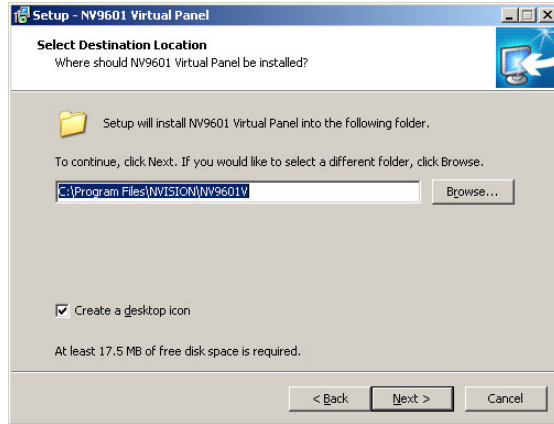 Setup - NV9601 Virtual Panel
Select Destination Location
Where should NV9601 Virtual Panel be installed?
Setup will install NV9601 Virtual Panel into the following folder.
To continue, click Next. If you would like to select a different folder, click Browse.
C:\Program Files\NVISION\NV9601V
Browse...
Create a desktop icon
At least 17.5 MB of free disk space is required.
< Back
Next >
Cancel